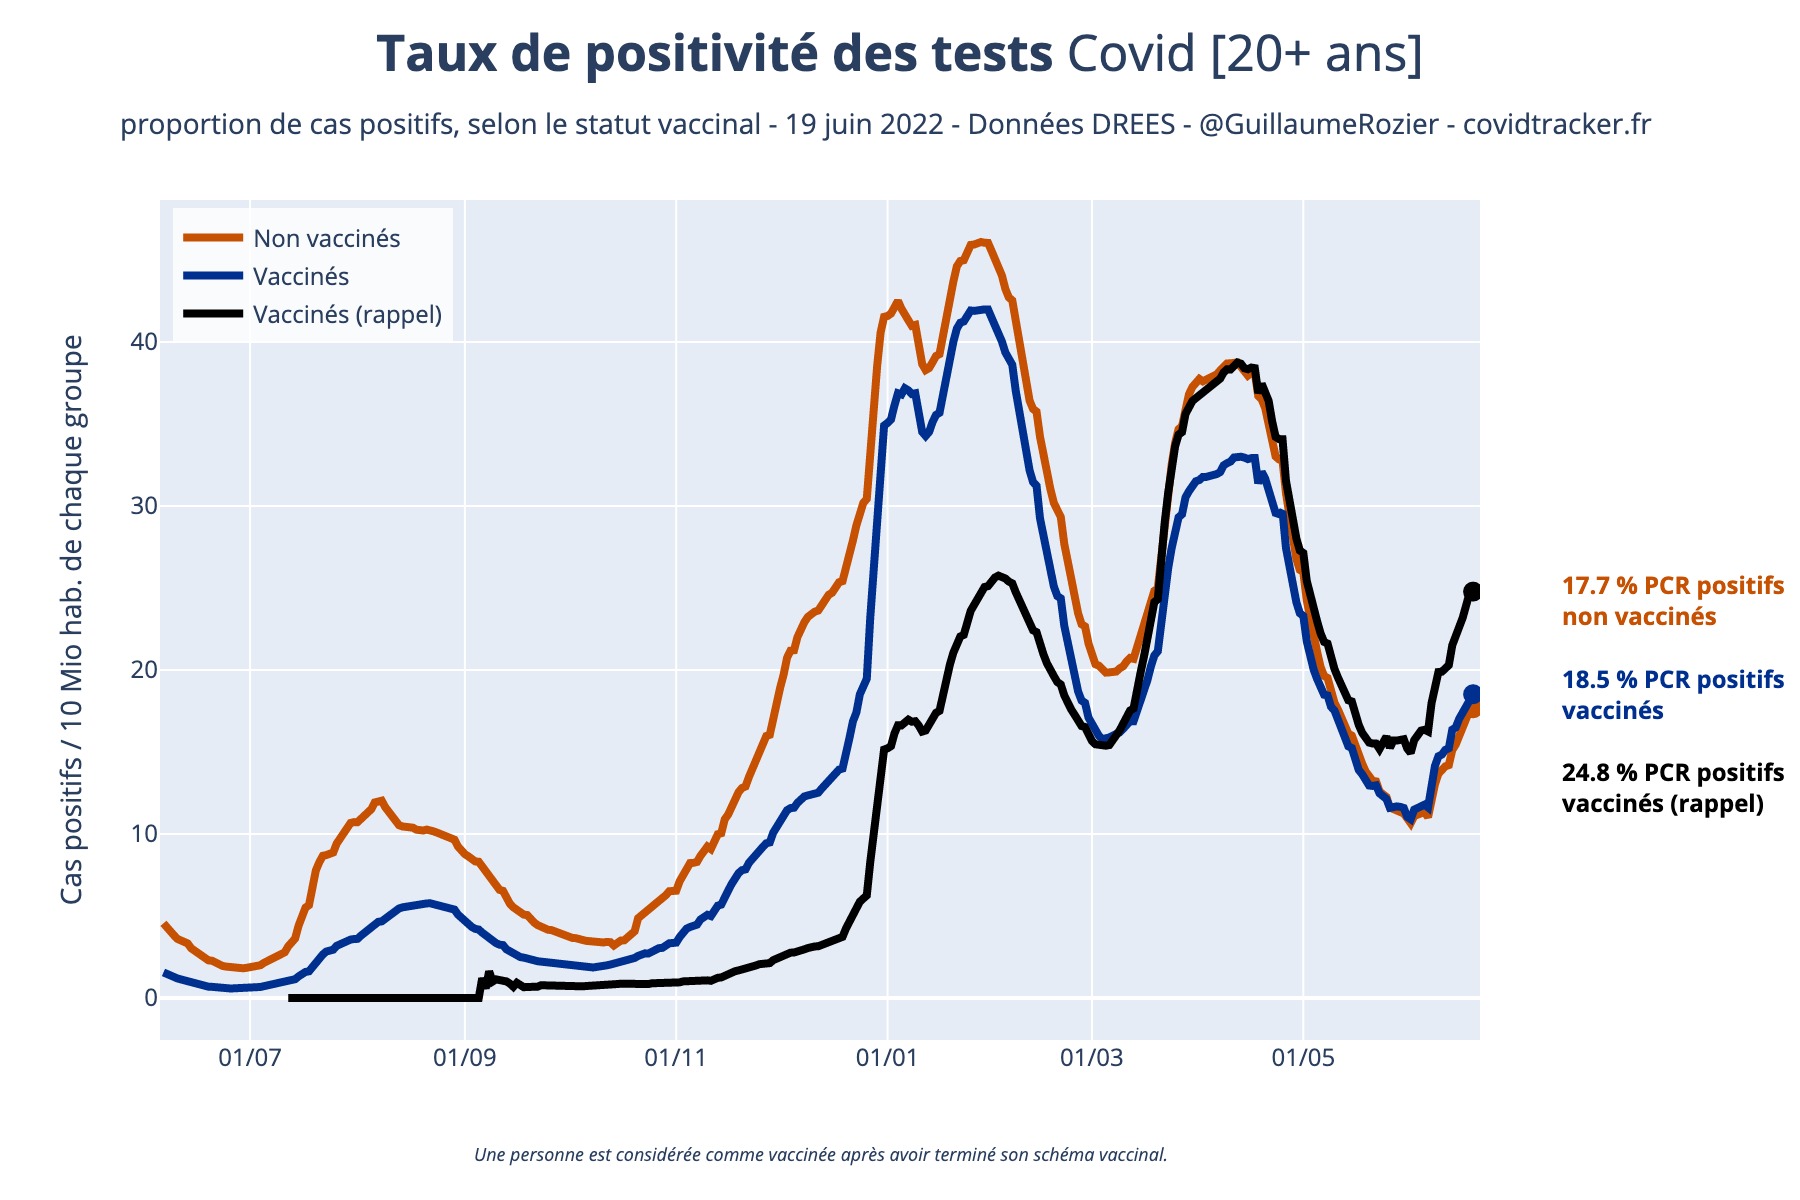 Taux de positivité des tests Covid [20+ ans]
proportion de cas positifs, selon le statut vaccinal - 19 juin 2022 - Données DREES - @GuillaumeRozier - covidtracker.fr
Non vaccinés
Vaccinés
Vaccinés (rappel)
Cas positifs / 10 Mio hab. de chaque groupe
40
30
20
10
0
01/07
01/09
01/11
01/01
01/03
01/05
17.7 % PCR positifs
non vaccinés
18.5 % PCR positifs
vaccinés
24.8 % PCR positifs
vaccinés (rappel)
Une personne est considérée comme vaccinée après avoir terminé son schéma vaccinal.